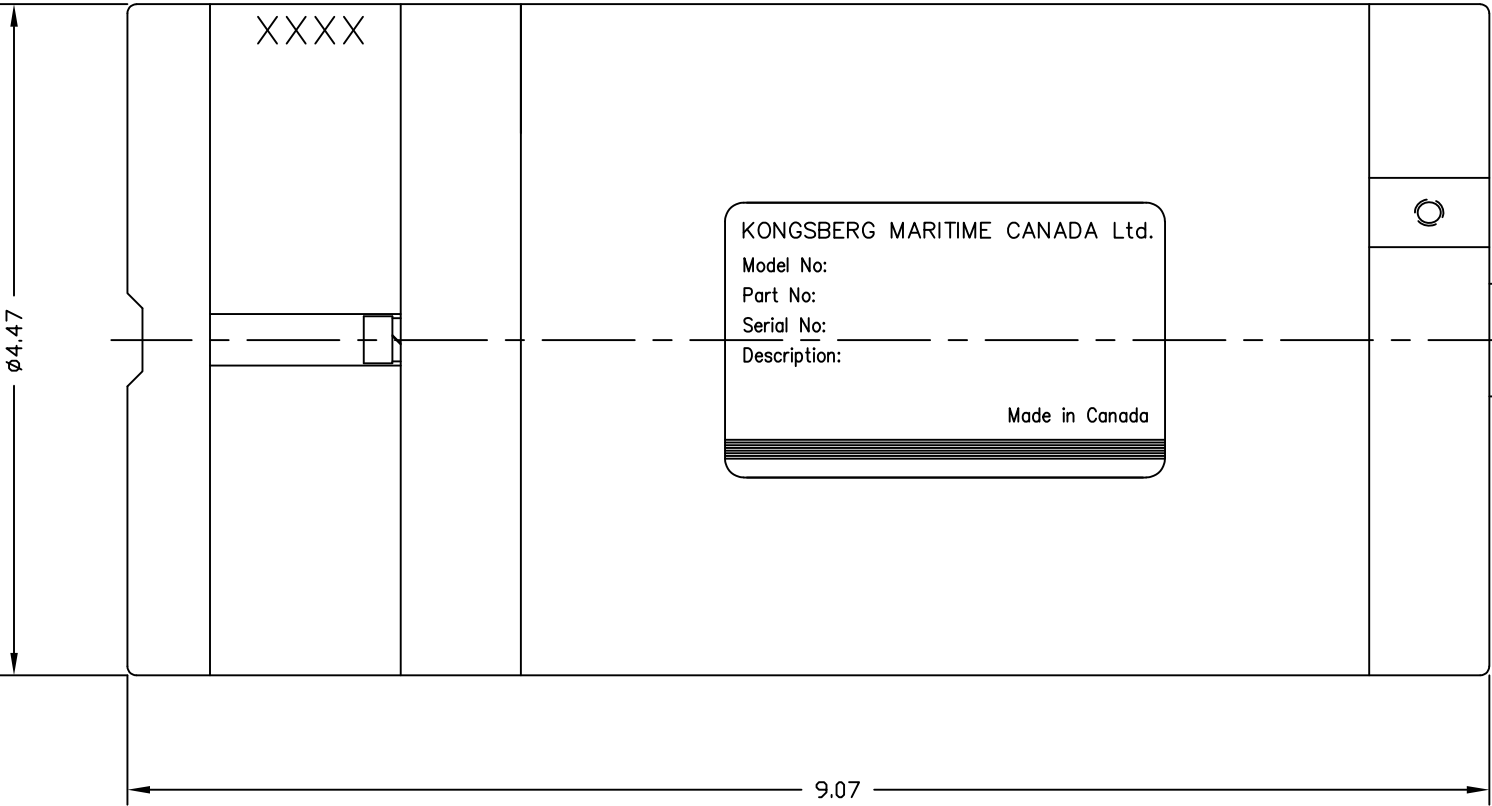 XXXX
KONGSBERG MARITIME CANADA Ltd.
Model No:
Part No:
Serial No:
Description:
Made in Canada
ø4.47
9.07